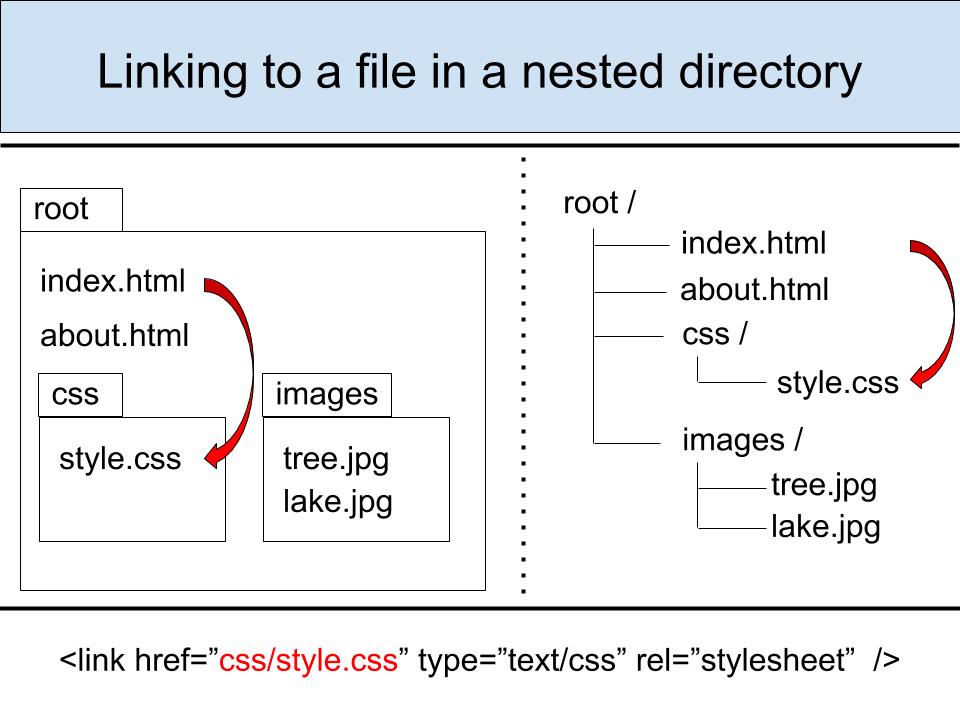 Linking to a file in a nested directory
root
index.html
about.html
css
images
style.css
tree.jpg
lake.jpg
root /
index.html
about.html
css /
style.css
images /
tree.jpg
lake.jpg
<link href=”css/style.css” type=”text/css” rel=”stylesheet” />